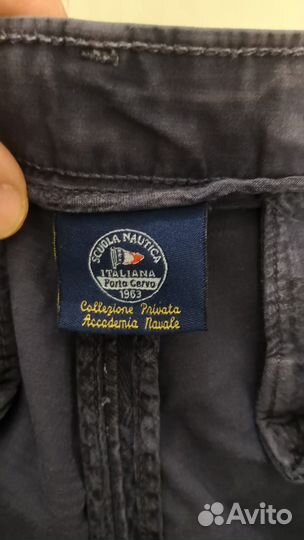 SCUOLA NAUTICA
ITALIANA
Porto Cervo
1963
Collezione Privata
Accademia Navale
Avito